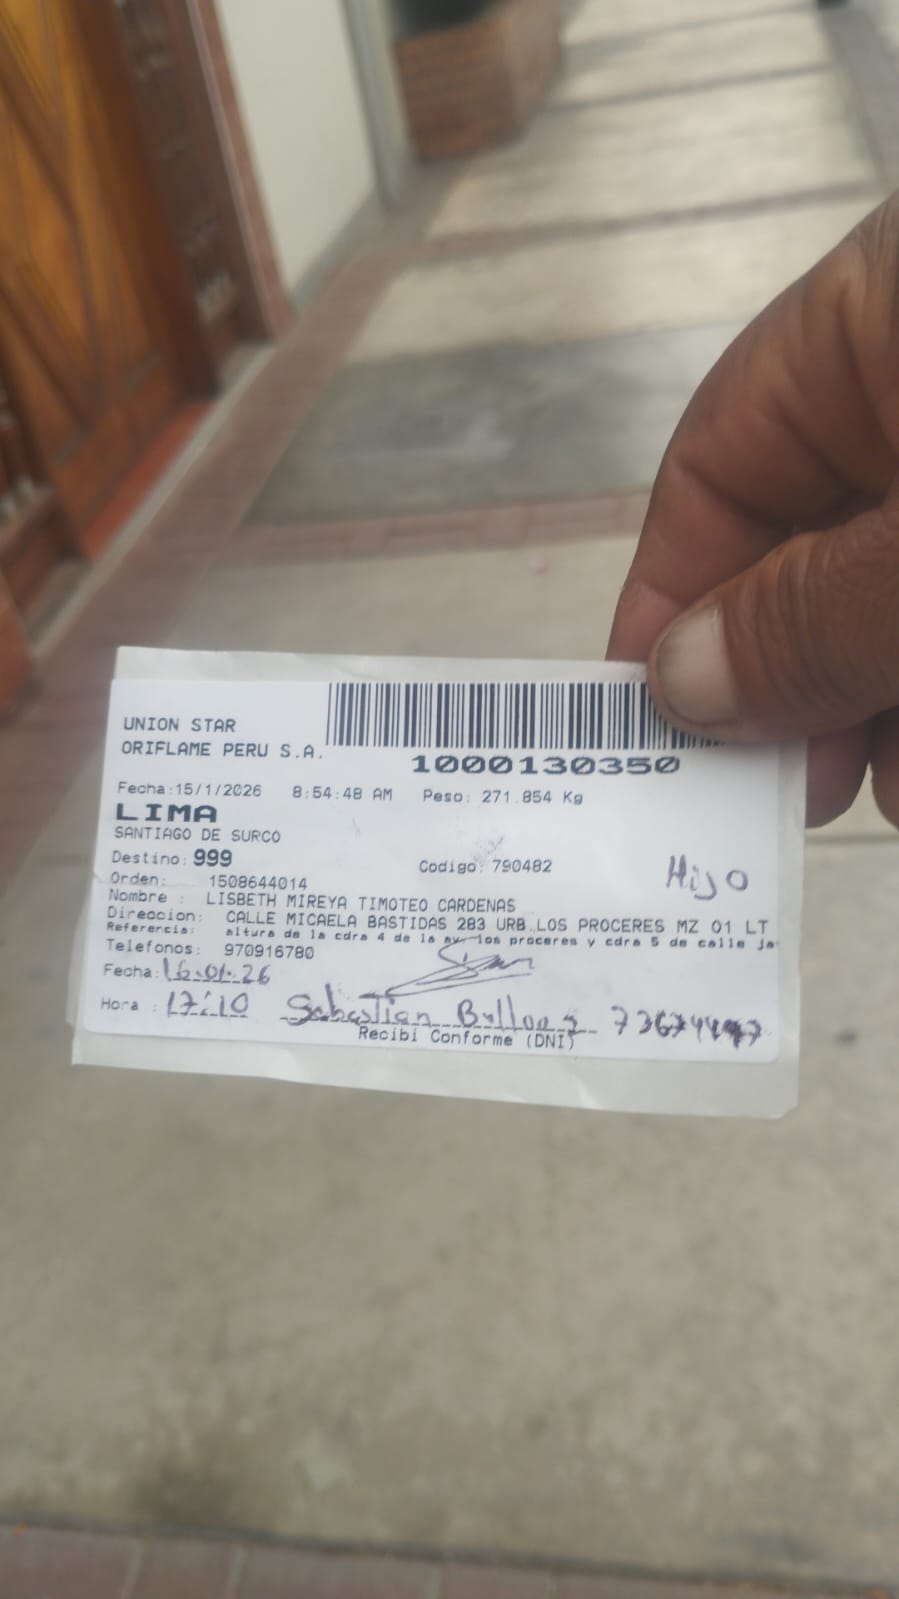 UNION STAR
ORIFLAME PERU S.A.
1000130350
Fecha:15/1/2026 8:54:48 AM Peso: 271.854 Kg
LIMA
SANTIAGO DE SURCO
Destino: 999 Codigo: 790482 Hijo
Orden: 1508644014
Nombre : LISBETH MIREYA TIMOTEO CARDENAS
Direccion: CALLE MICAELA BASTIDAS 283 URB.,LOS PROCERES MZ 01 LT
Referencia: altura de la cdra 4 de la av. los proceres y cdra 5 de calle ja
Telefonos: 970916780
Fecha: 16.01.26
Hora : 17:10 Sebastian
Recibi Conforme (DNI)